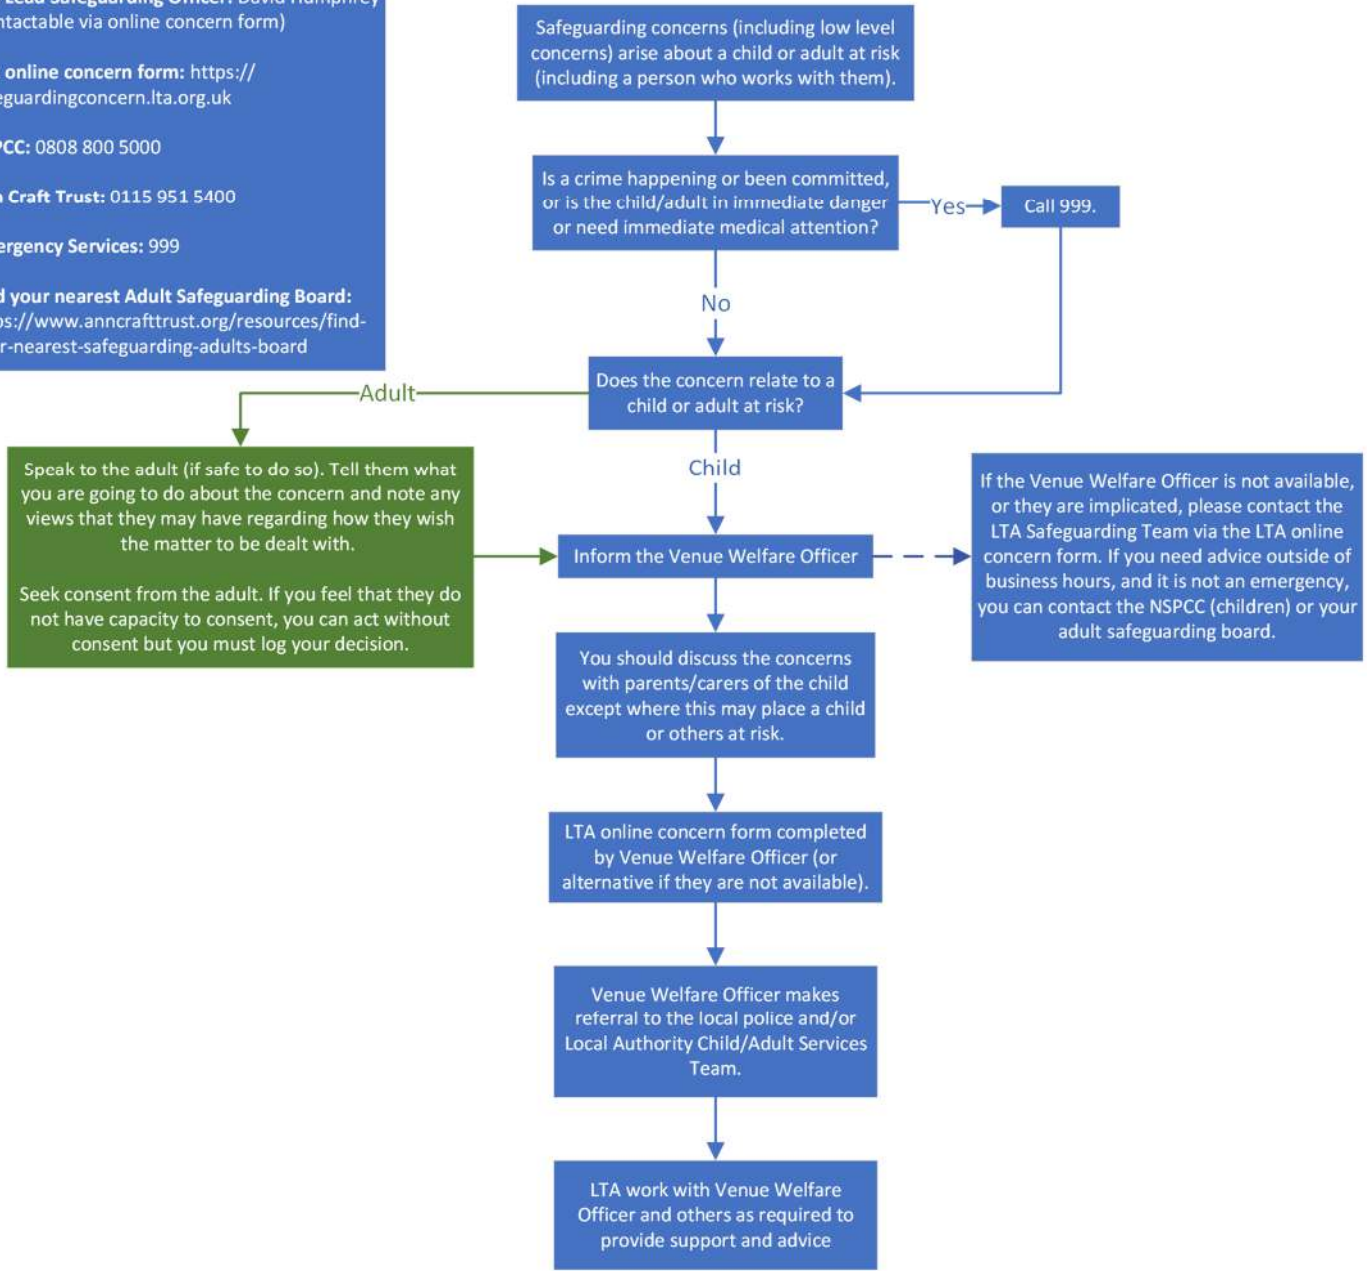 Lead Safeguarding Officer: David Humphrey
ntactable via online concern form)
online concern form: https://
eguardingconcern.lta.org.uk
PCC: 0808 800 5000
Craft Trust: 0115 951 5400
ergency Services: 999
d your nearest Adult Safeguarding Board:
ps://www.anncrafttrust.org/resources/find-
r-nearest-safeguarding-adults-board
Safeguarding concerns (including low level
concerns) arise about a child or adult at risk
(including a person who works with them).
Is a crime happening or been committed,
or is the child/adult in immediate danger
or need immediate medical attention?
Yes
Call 999.
No
Does the concern relate to a
child or adult at risk?
Adult
Child
Speak to the adult (if safe to do so). Tell them what
you are going to do about the concern and note any
views that they may have regarding how they wish
the matter to be dealt with.
Seek consent from the adult. If you feel that they do
not have capacity to consent, you can act without
consent but you must log your decision.
Inform the Venue Welfare Officer
If the Venue Welfare Officer is not available,
or they are implicated, please contact the
LTA Safeguarding Team via the LTA online
concern form. If you need advice outside of
business hours, and it is not an emergency,
you can contact the NSPCC (children) or your
adult safeguarding board.
You should discuss the concerns
with parents/carers of the child
except where this may place a child
or others at risk.
LTA online concern form completed
by Venue Welfare Officer (or
alternative if they are not available).
Venue Welfare Officer makes
referral to the local police and/or
Local Authority Child/Adult Services
Team.
LTA work with Venue Welfare
Officer and others as required to
provide support and advice